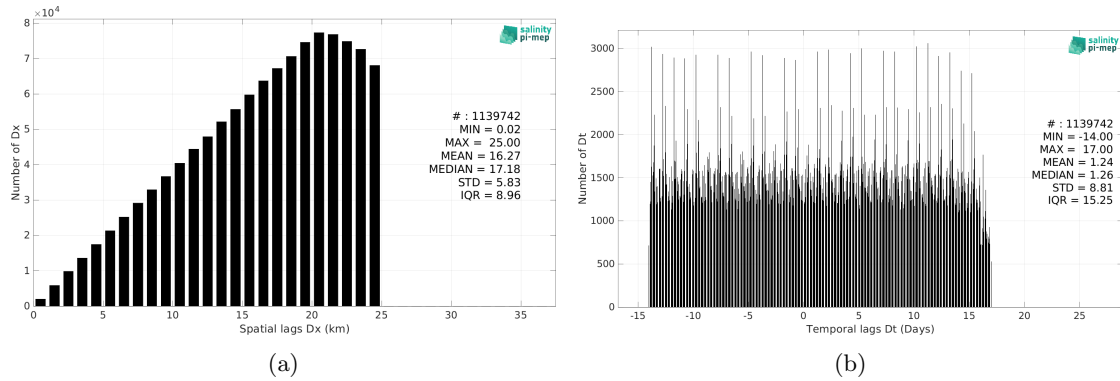 8
×10⁴
7
6
5
4
3
2
1
0
Number of Dx
salinity
pi-mep
# : 1139742
MIN = 0.02
MAX = 25.00
MEAN = 16.27
MEDIAN = 17.18
STD = 5.83
IQR = 8.96
0 5 10 15 20 25 30 35
Spatial lags Dx (km)
(a)
3000
2500
2000
1500
1000
500
0
Number of Dt
salinity
pi-mep
# : 1139742
MIN = -14.00
MAX = 17.00
MEAN = 1.24
MEDIAN = 1.26
STD = 8.81
IQR = 15.25
-15 -10 -5 0 5 10 15 20 25
Temporal lags Dt (Days)
(b)